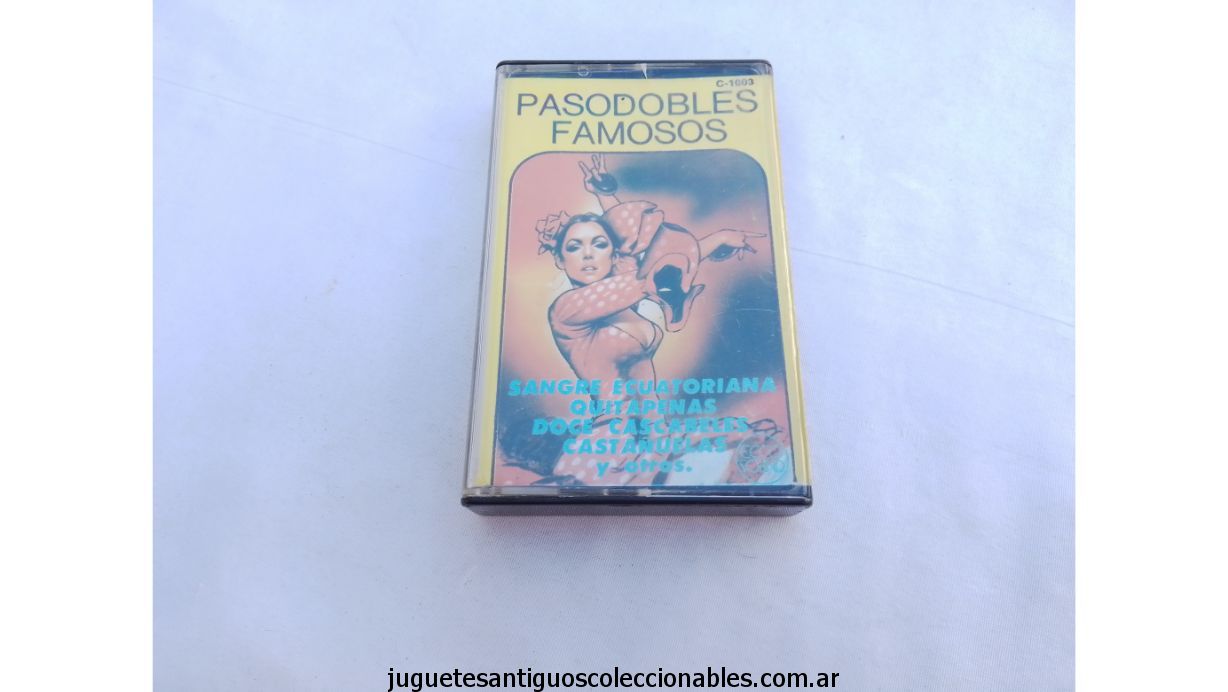 C-1003
PASODOBLES
FAMOSOS
SANGRE ECUATORIANA
QUITAPENAS
DOCE CASCABELES
CASTAÑUELAS
y otros.
juguetesantiguoscoleccionables.com.ar